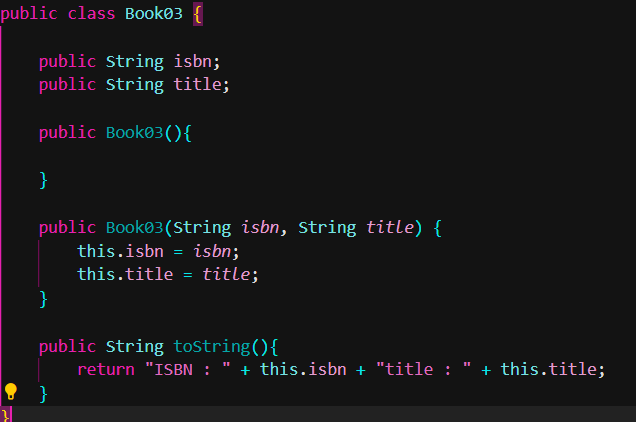 public class Book03 {
public String isbn;
public String title;
public Book03(){
}
public Book03(String isbn, String title) {
this.isbn = isbn;
this.title = title;
}
public String toString(){
return "ISBN : " + this.isbn + "title : " + this.title;
}
}